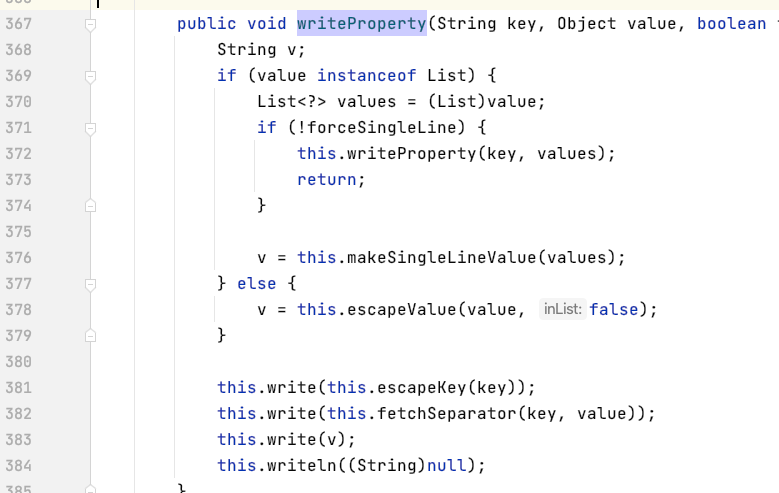 367 public void writeProperty(String key, Object value, boolean
368 String v;
369 if (value instanceof List) {
370 List<?> values = (List)value;
371 if (!forceSingleLine) {
372 this.writeProperty(key, values);
373 return;
374 }
375
376 v = this.makeSingleLineValue(values);
377 } else {
378 v = this.escapeValue(value, inList: false);
379 }
380
381 this.write(this.escapeKey(key));
382 this.write(this.fetchSeparator(key, value));
383 this.write(v);
384 this.writeln((String)null);
385 }